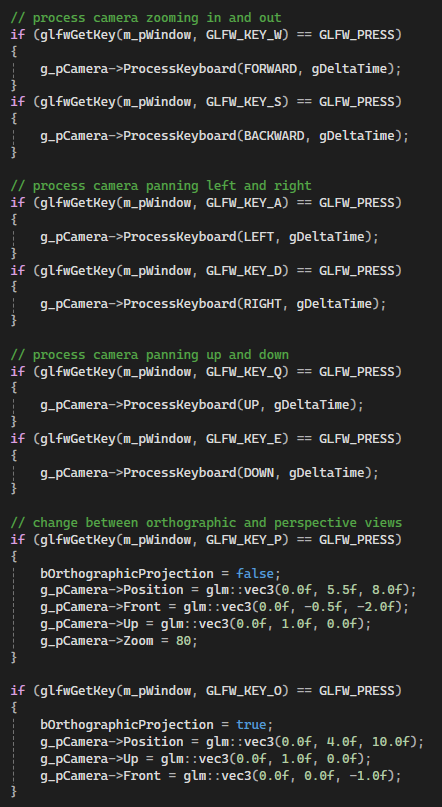 // process camera zooming in and out
if (glfwGetKey(m_pWindow, GLFW_KEY_W) == GLFW_PRESS)
{
    g_pCamera->ProcessKeyboard(FORWARD, gDeltaTime);
}
if (glfwGetKey(m_pWindow, GLFW_KEY_S) == GLFW_PRESS)
{
    g_pCamera->ProcessKeyboard(BACKWARD, gDeltaTime);
}

// process camera panning left and right
if (glfwGetKey(m_pWindow, GLFW_KEY_A) == GLFW_PRESS)
{
    g_pCamera->ProcessKeyboard(LEFT, gDeltaTime);
}
if (glfwGetKey(m_pWindow, GLFW_KEY_D) == GLFW_PRESS)
{
    g_pCamera->ProcessKeyboard(RIGHT, gDeltaTime);
}

// process camera panning up and down
if (glfwGetKey(m_pWindow, GLFW_KEY_Q) == GLFW_PRESS)
{
    g_pCamera->ProcessKeyboard(UP, gDeltaTime);
}
if (glfwGetKey(m_pWindow, GLFW_KEY_E) == GLFW_PRESS)
{
    g_pCamera->ProcessKeyboard(DOWN, gDeltaTime);
}

// change between orthographic and perspective views
if (glfwGetKey(m_pWindow, GLFW_KEY_P) == GLFW_PRESS)
{
    bOrthographicProjection = false;
    g_pCamera->Position = glm::vec3(0.0f, 5.5f, 8.0f);
    g_pCamera->Front = glm::vec3(0.0f, -0.5f, -2.0f);
    g_pCamera->Up = glm::vec3(0.0f, 1.0f, 0.0f);
    g_pCamera->Zoom = 80;
}

if (glfwGetKey(m_pWindow, GLFW_KEY_O) == GLFW_PRESS)
{
    bOrthographicProjection = true;
    g_pCamera->Position = glm::vec3(0.0f, 4.0f, 10.0f);
    g_pCamera->Up = glm::vec3(0.0f, 1.0f, 0.0f);
    g_pCamera->Front = glm::vec3(0.0f, 0.0f, -1.0f);
}